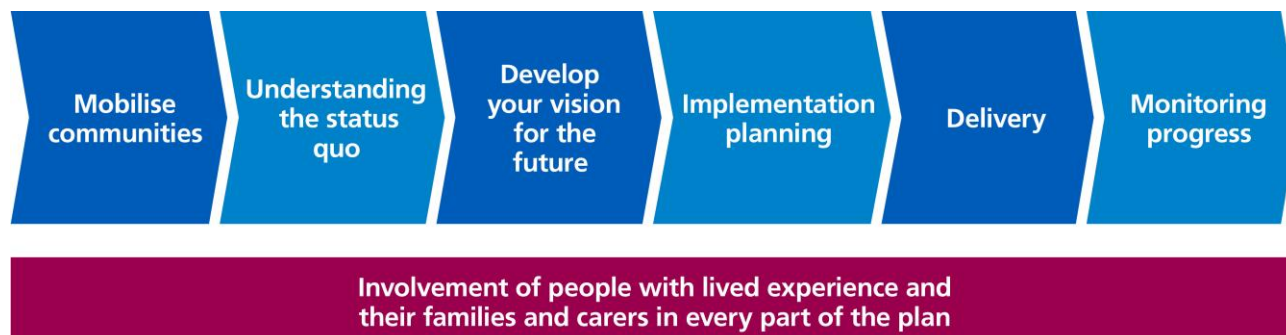 Mobilise
communities
Understanding
the status
quo
Develop
your vision
for the
future
Implementation
planning
Delivery
Monitoring
progress
Involvement of people with lived experience and
their families and carers in every part of the plan